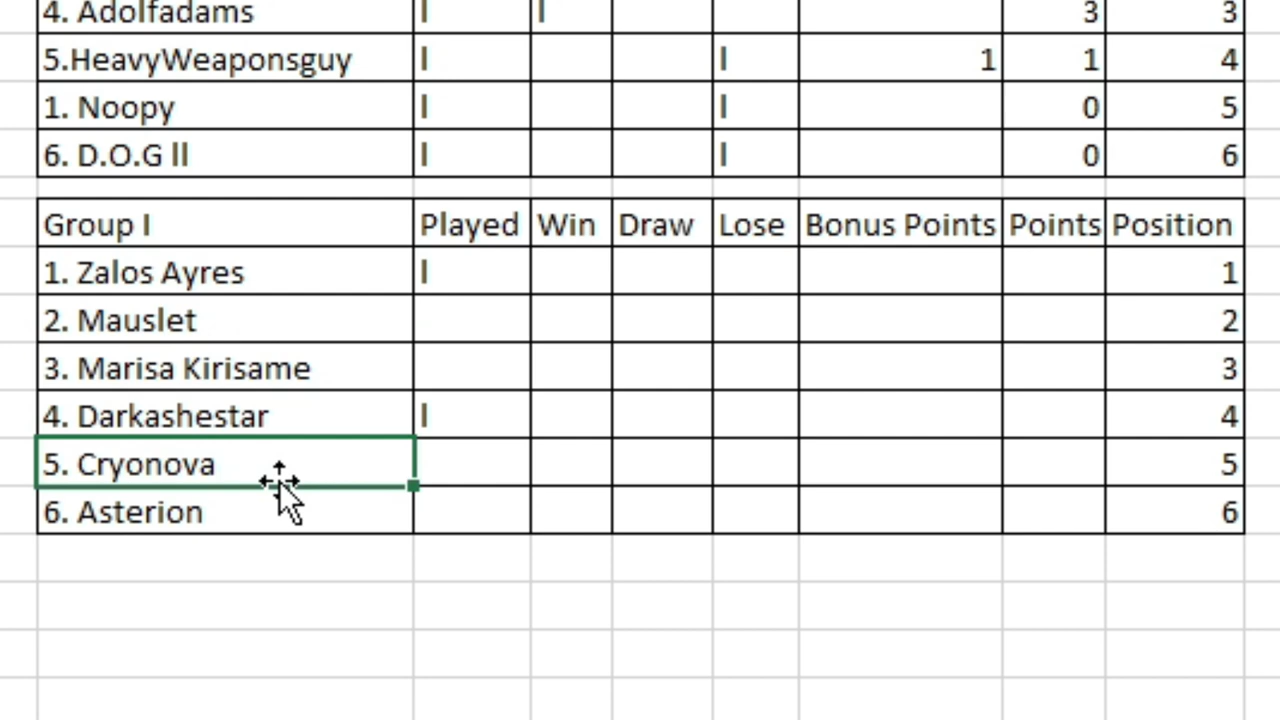 4. Adolfadams l l 3 3
5.HeavyWeaponsguy l l 1 1 4
1. Noopy l l 0 5
6. D.O.G ll l l 0 6
Group I Played Win Draw Lose Bonus Points Points Position
1. Zalos Ayres l 1
2. Mauslet 2
3. Marisa Kirisame 3
4. Darkashestar l 4
5. Cryonova 5
6. Asterion 6